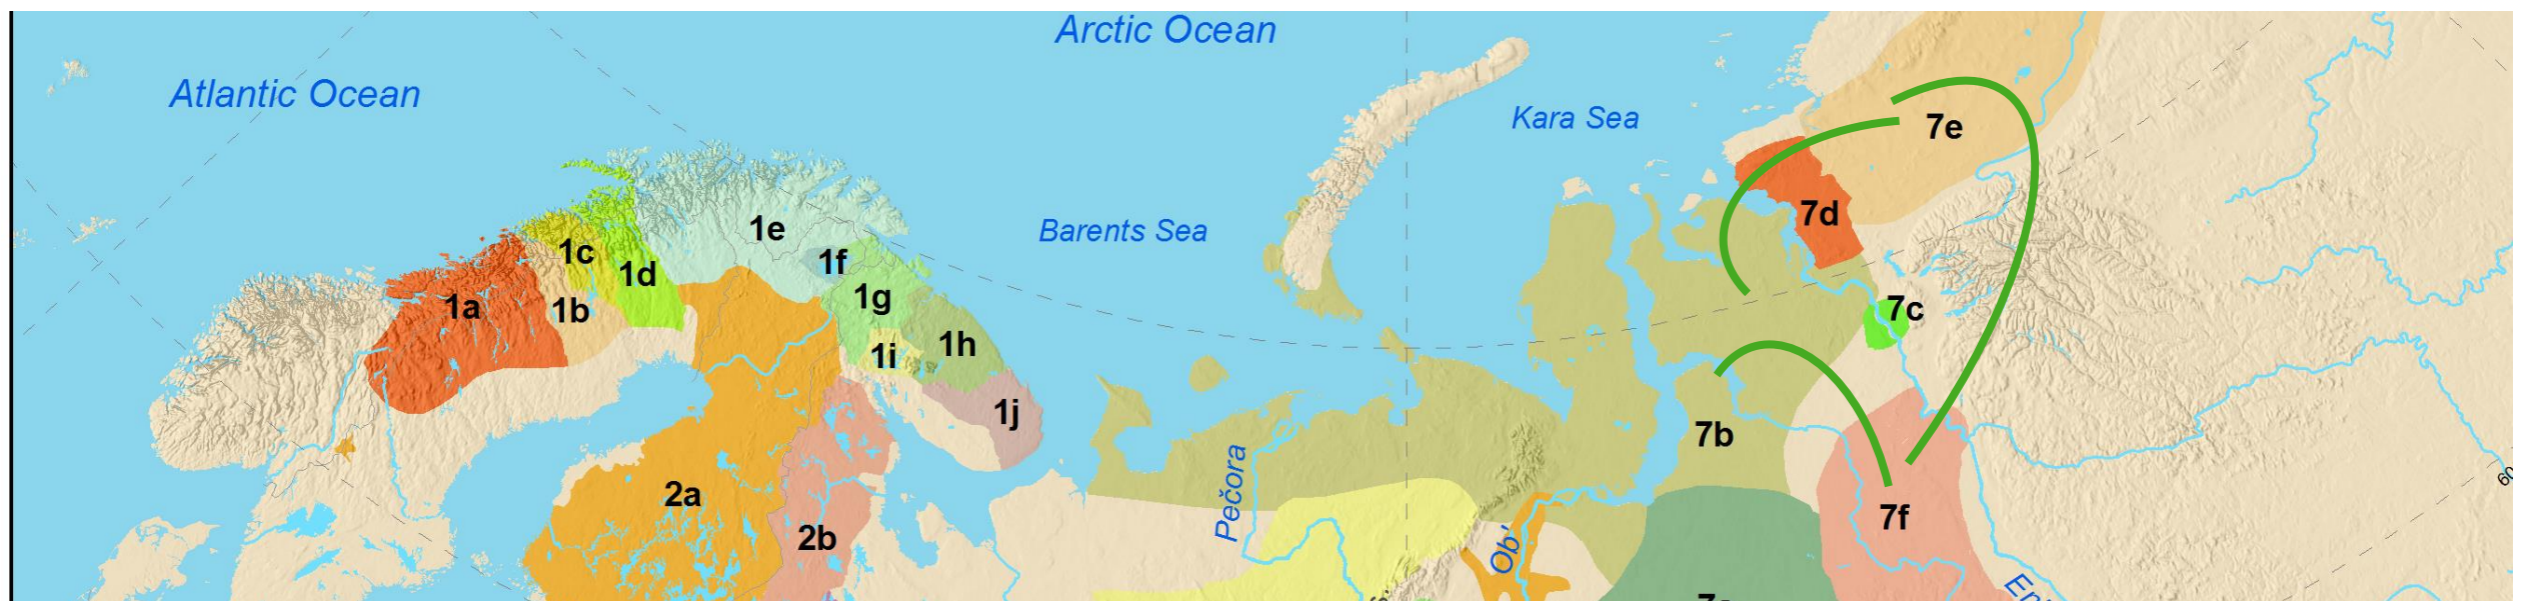 Arctic Ocean
Atlantic Ocean
Kara Sea
7e
7d
Barents Sea
1e
1c
1f
1d
1g
1a
1b
7c
1h
1i
1j
7b
Pečora
2a
7f
2b
Ob'